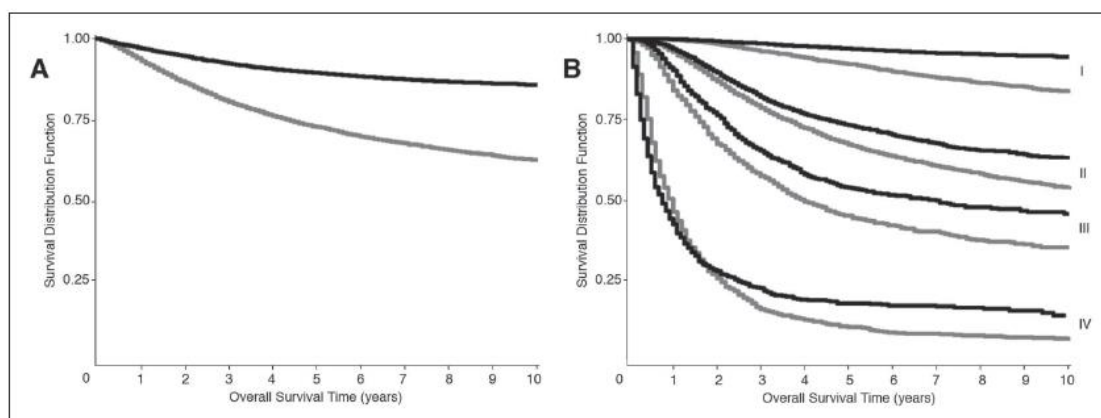 A
1.00
0.75
0.50
0.25
0
1 2 3 4 5 6 7 8 9 10
Survival Distribution Function
Overall Survival Time (years)
B
1.00
0.75
0.50
0.25
0
1 2 3 4 5 6 7 8 9 10
Survival Distribution Function
Overall Survival Time (years)
I
II
III
IV